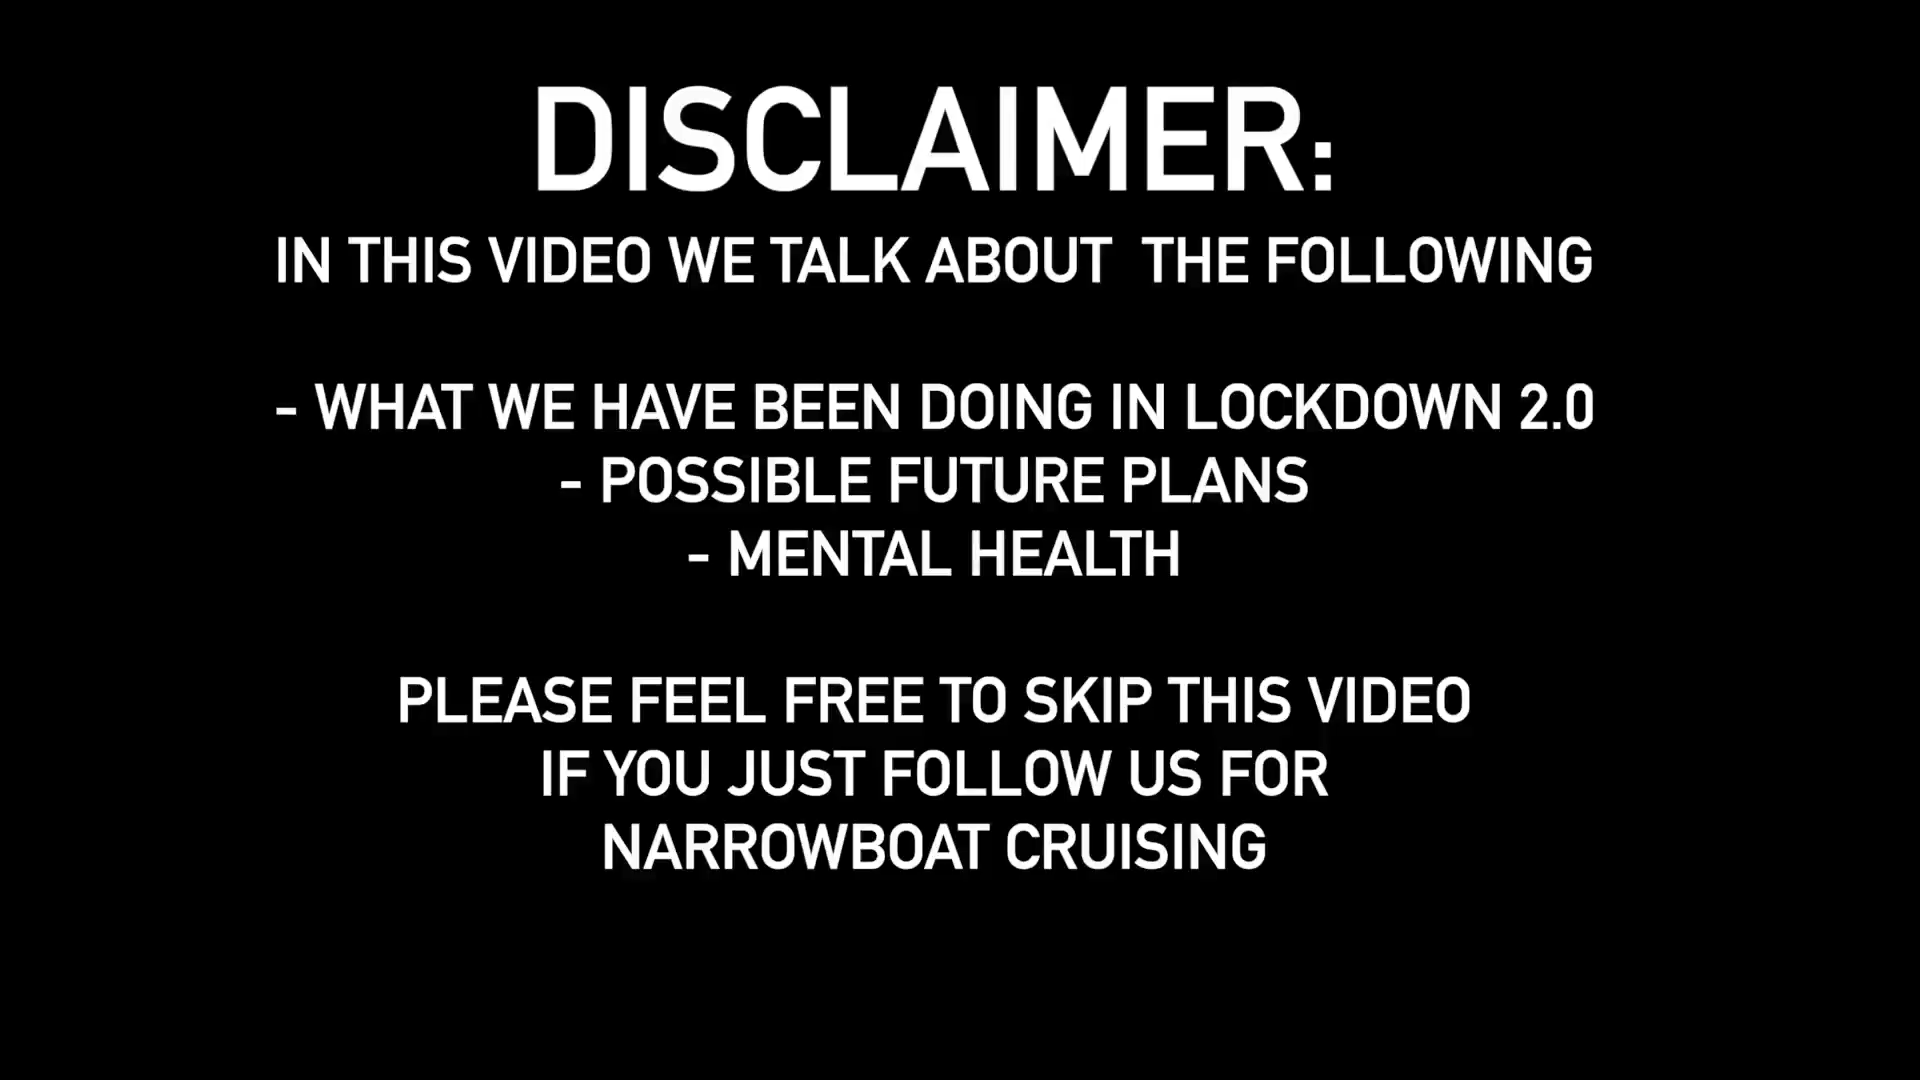 DISCLAIMER:
IN THIS VIDEO WE TALK ABOUT THE FOLLOWING
- WHAT WE HAVE BEEN DOING IN LOCKDOWN 2.0
- POSSIBLE FUTURE PLANS
- MENTAL HEALTH
PLEASE FEEL FREE TO SKIP THIS VIDEO
IF YOU JUST FOLLOW US FOR
NARROWBOAT CRUISING